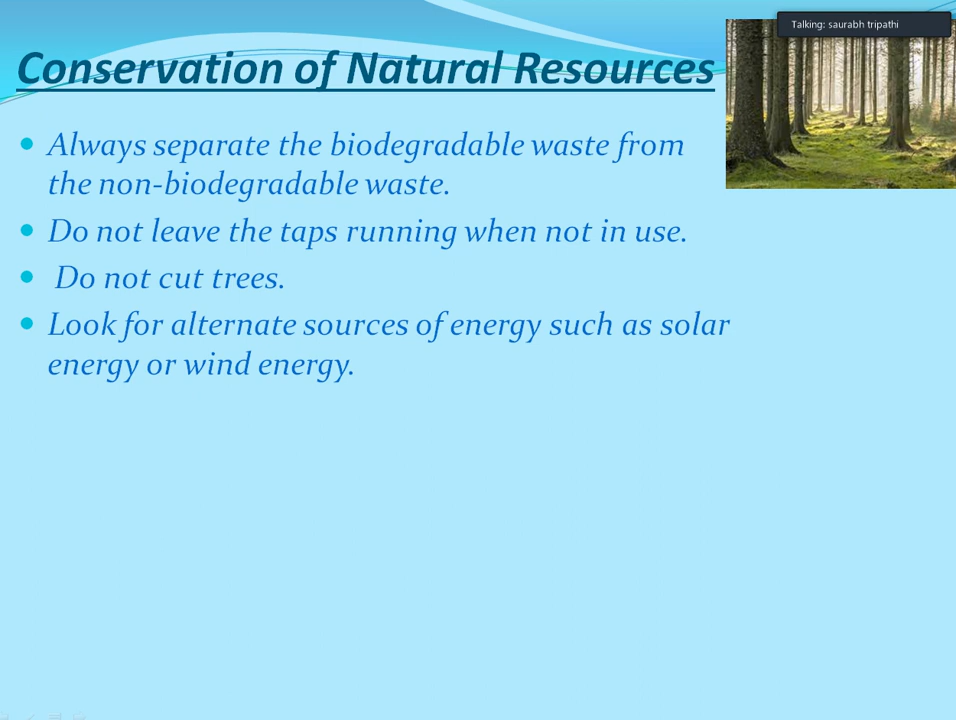 Talking: saurabh tripathi
Conservation of Natural Resources
Always separate the biodegradable waste from
the non-biodegradable waste.
Do not leave the taps running when not in use.
Do not cut trees.
Look for alternate sources of energy such as solar
energy or wind energy.